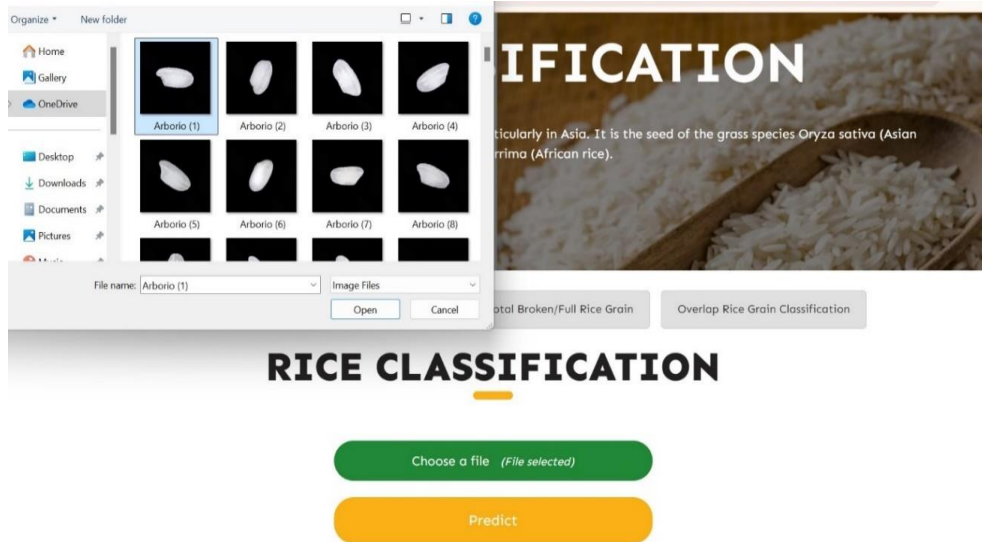 Organize New folder
Home
Gallery
OneDrive
Desktop
Downloads
Documents
Pictures
Arborio (1) Arborio (2) Arborio (3) Arborio (4)
Arborio (5) Arborio (6) Arborio (7) Arborio (8)
File name: Arborio (1) Image Files
Open Cancel
IFICATION
ticularly in Asia. It is the seed of the grass species Oryza sativa (Asian
rrima (African rice).
otal Broken/Full Rice Grain Overlap Rice Grain Classification
RICE CLASSIFICATION
Choose a file (File selected)
Predict